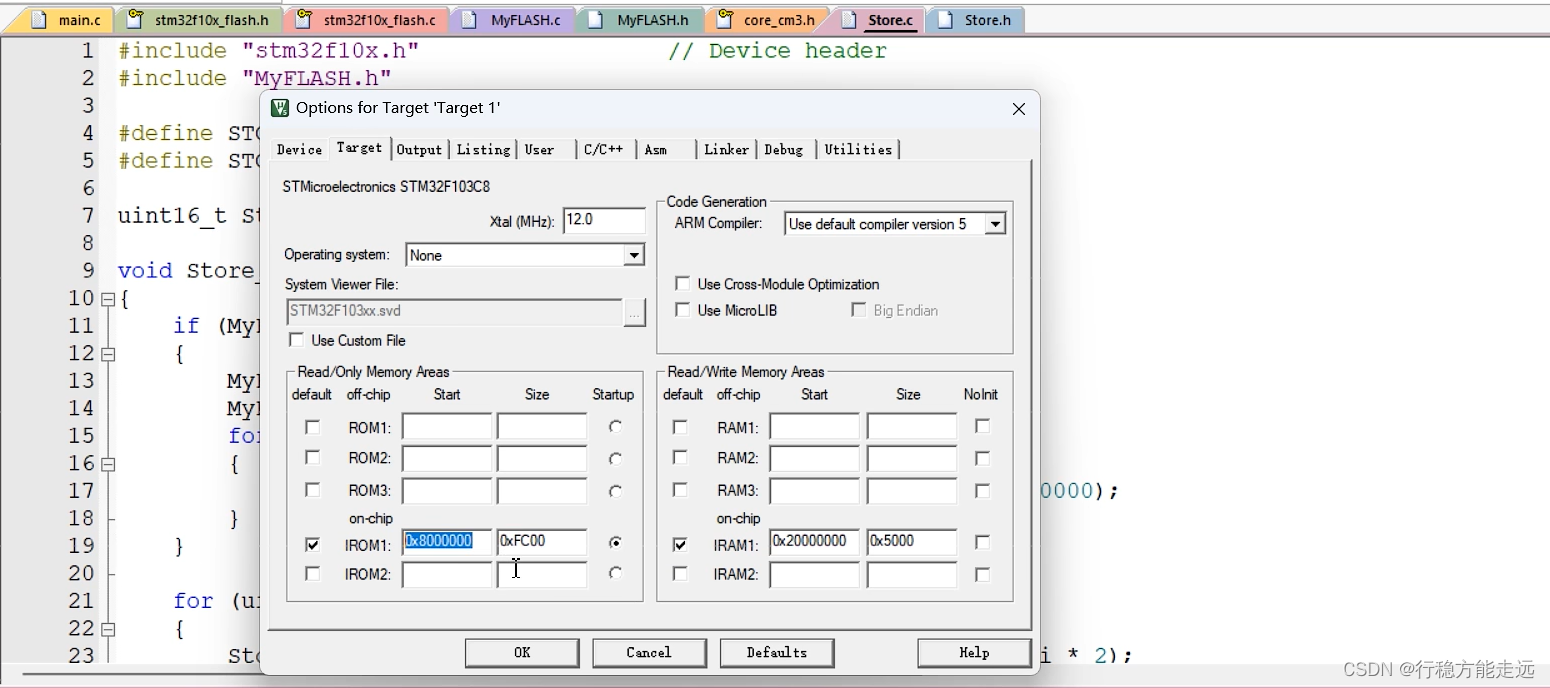 main.c stm32f10x_flash.h stm32f10x_flash.c MyFLASH.c MyFLASH.h core_cm3.h Store.c Store.h
1 #include "stm32f10x.h" // Device header
2 #include "MyFLASH.h"
3
4 #define STO
5 #define STO
6
7 uint16_t St
8
9 void Store_
10 {
11 if (MyF
12 {
13 MyF
14 MyF
15 for
16 {
17 0000);
18 }
19 }
20
21 for (ui
22 {
23 Sto i * 2);
Options for Target 'Target 1'
Device Target Output Listing User C/C++ Asm Linker Debug Utilities
STMicroelectronics STM32F103C8
Xtal (MHz): 12.0
Operating system: None
System Viewer File:
STM32F103xx.svd ...
Use Custom File
Code Generation
ARM Compiler: Use default compiler version 5
Use Cross-Module Optimization
Use MicroLIB Big Endian
Read/Only Memory Areas
default off-chip Start Size Startup
ROM1:
ROM2:
ROM3:
on-chip
IROM1: 0x8000000 0xFC00
IROM2:
Read/Write Memory Areas
default off-chip Start Size NoInit
RAM1:
RAM2:
RAM3:
on-chip
IRAM1: 0x20000000 0x5000
IRAM2:
OK Cancel Defaults Help
CSDN @行稳方能走远